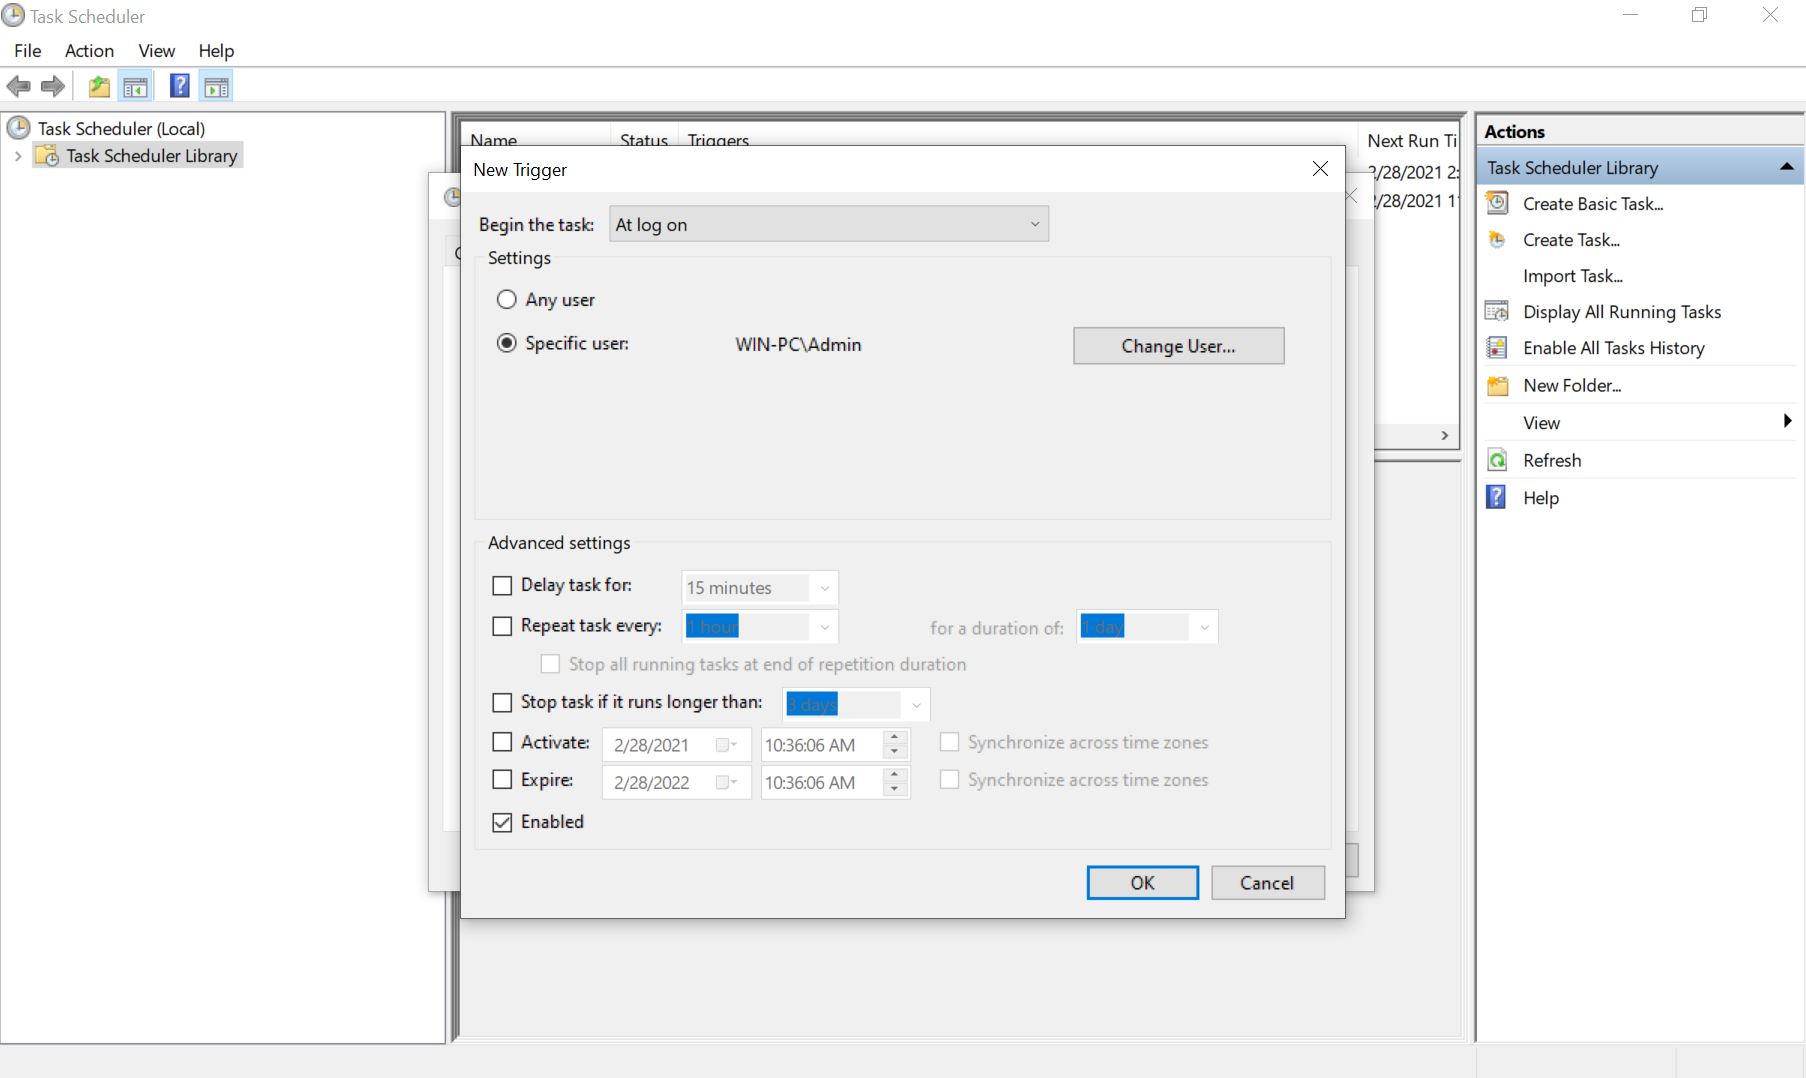 Task Scheduler
File Action View Help
Task Scheduler (Local)
Task Scheduler Library
Name Status Triggers Next Run Ti
2/28/2021 2:
/28/2021 1
New Trigger
Begin the task: At log on
Settings
Any user
Specific user: WIN-PC\Admin Change User...
Advanced settings
Delay task for: 15 minutes
Repeat task every: 1 hour for a duration of: 1 day
Stop all running tasks at end of repetition duration
Stop task if it runs longer than: 3 days
Activate: 2/28/2021 10:36:06 AM Synchronize across time zones
Expire: 2/28/2022 10:36:06 AM Synchronize across time zones
Enabled
OK Cancel
Actions
Task Scheduler Library
Create Basic Task...
Create Task...
Import Task...
Display All Running Tasks
Enable All Tasks History
New Folder...
View
Refresh
Help